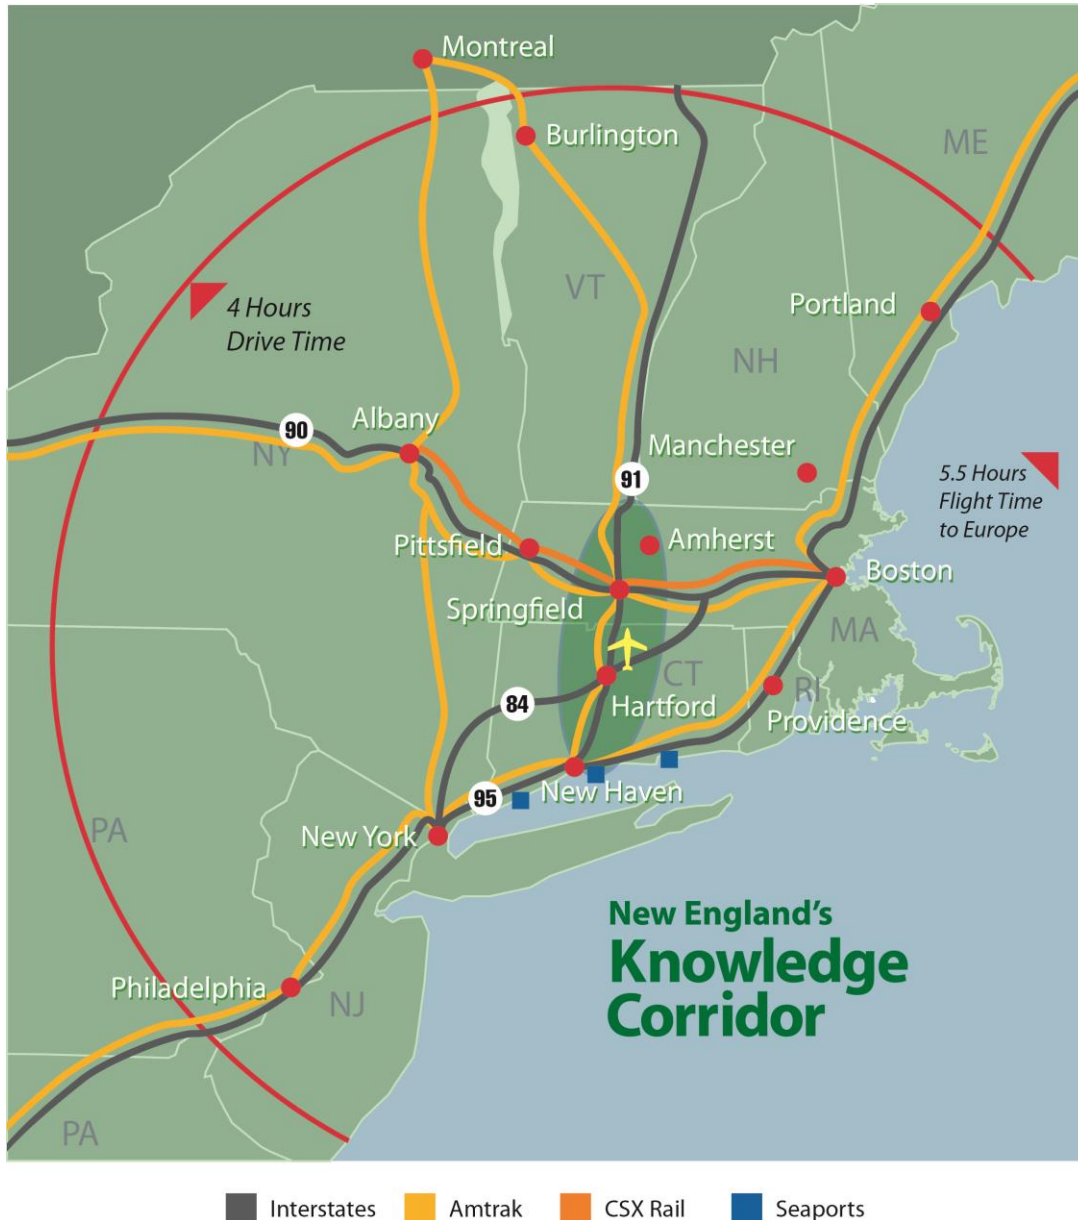 Montreal
Burlington
ME
VT
4 Hours
Drive Time
Portland
NH
Albany
90
NY
Manchester
91
5.5 Hours
Flight Time
to Europe
Pittsfield
Amherst
Boston
Springfield
MA
CT
RI
84
Hartford
Providence
95
New Haven
New York
PA
New England's
Knowledge
Corridor
Philadelphia
NJ
PA
Interstates
Amtrak
CSX Rail
Seaports